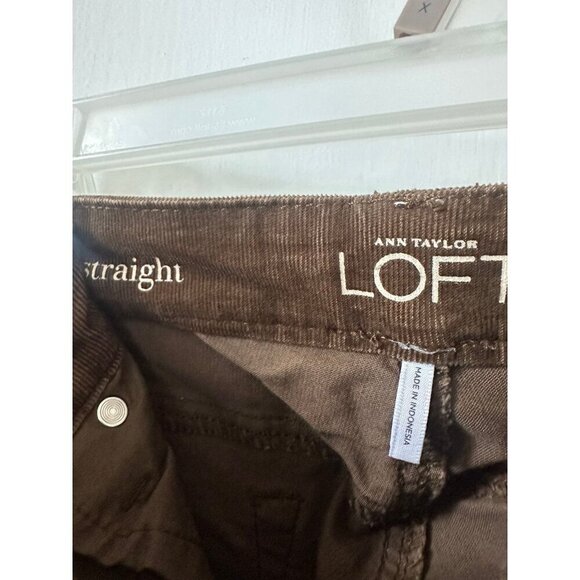 X
straight
ANN TAYLOR
LOFT
MADE IN INDONESIA